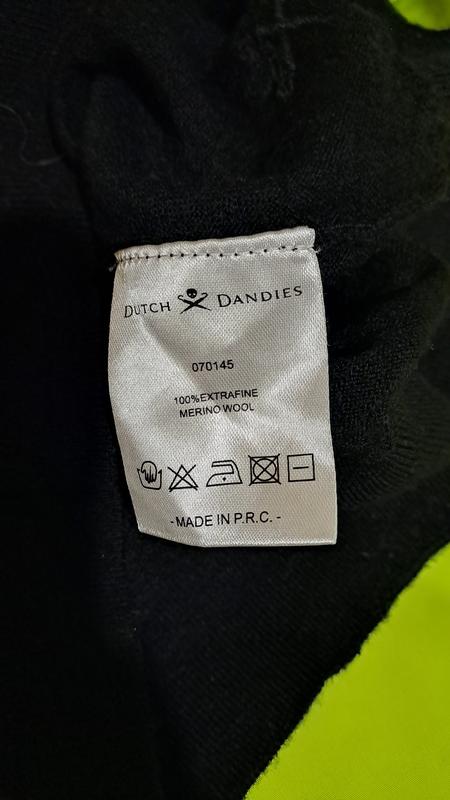 DUTCH DANDIES
070145
100%EXTRAFINE
MERINO WOOL
-MADE IN P.R.C.-